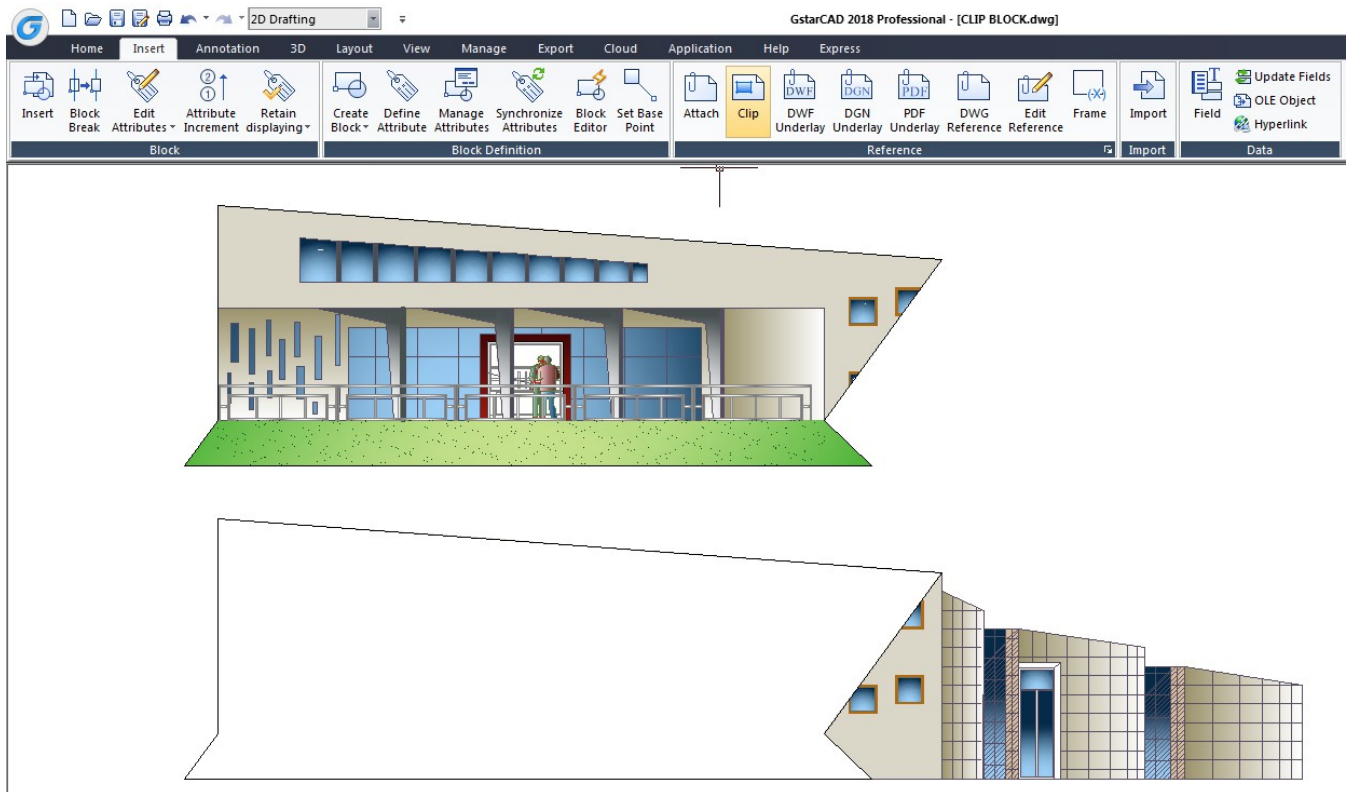 2D Drafting
GstarCAD 2018 Professional - [CLIP BLOCK.dwg]
Home Insert Annotation 3D Layout View Manage Export Cloud Application Help Express
Insert Block Edit Attribute Retain Create Define Manage Synchronize Block Set Base Attach Clip DWF DGN PDF DWG Edit Frame Import Field Update Fields
Break Attributes Increment displaying Block Attribute Attributes Attributes Editor Point Underlay Underlay Underlay Reference Reference OLE Object
Hyperlink
Block Block Definition Reference Import Data